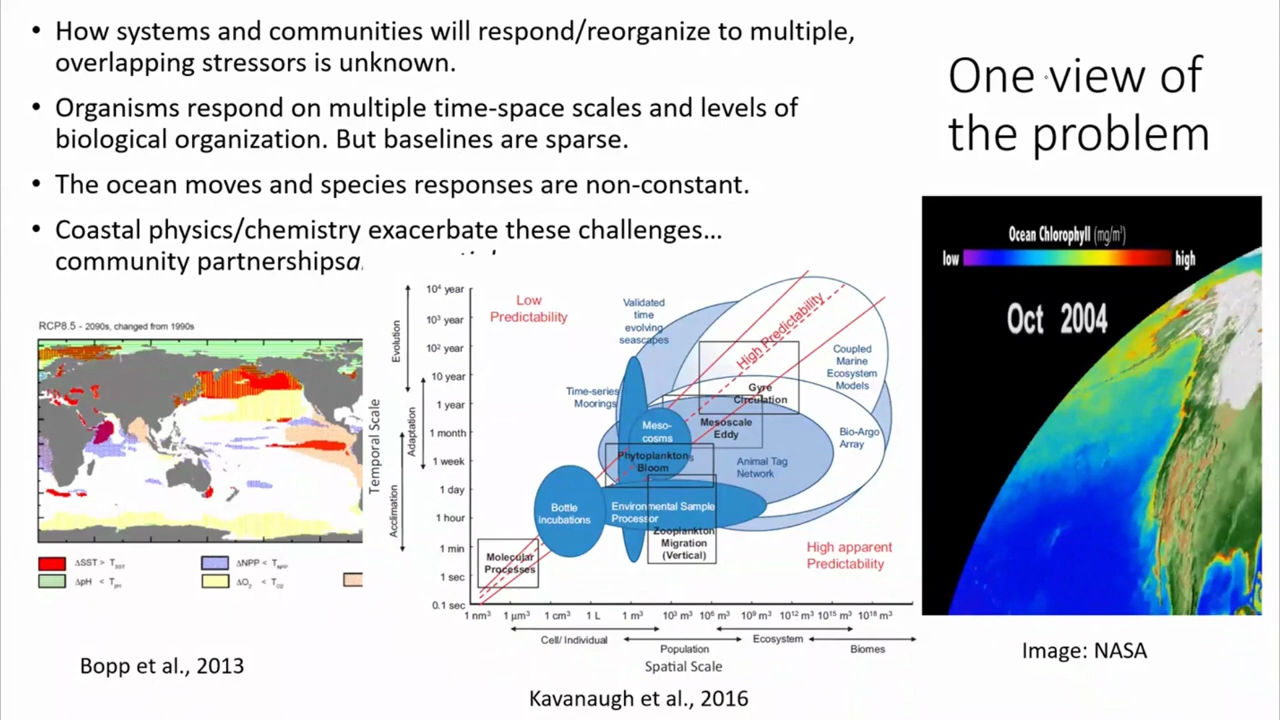 • How systems and communities will respond/reorganize to multiple,
overlapping stressors is unknown.
• Organisms respond on multiple time-space scales and levels of
biological organization. But baselines are sparse.
• The ocean moves and species responses are non-constant.
• Coastal physics/chemistry exacerbate these challenges…
community partnerships
One view of
the problem
RCP8.5 - 2090s, changed from 1990s
ΔSST > T_SST
ΔNPP < T_NPP
ΔpH < T_pH
ΔO₂ < T_O2
Bopp et al., 2013
Temporal Scale
Evolution
Adaptation
Acclimation
10⁴ year
10³ year
10² year
10 year
1 year
1 month
1 week
1 day
1 hour
1 min
1 sec
0.1 sec
Low
Predictability
Validated
time
evolving
seascapes
High Predictability
Coupled
Marine
Ecosystem
Models
Time-series
Moorings
Gyre
Circulation
Meso-
cosms
Mesoscale
Eddy
Bio-Argo
Array
Phytoplankton
Bloom
Animal Tag
Network
Bottle
incubations
Environmental Sample
Processor
Zooplankton
Migration
(Vertical)
Molecular
Processes
High apparent
Predictability
1 nm³ 1 μm³ 1 cm³ 1 L 1 m³ 10³ m³ 10⁶ m³ 10⁹ m³ 10¹² m³ 10¹⁵ m³ 10¹⁸ m³
Cell/ Individual
Population
Ecosystem
Biomes
Spatial Scale
Kavanaugh et al., 2016
Ocean Chlorophyll (mg/m³)
low
high
Oct 2004
Image: NASA